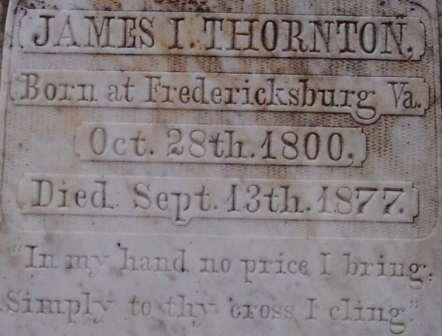 JAMES I. THORNTON.
Born at Fredericksburg Va.
Oct. 28th. 1800.
Died Sept. 13th. 1877.
"In my hand no price I bring,
Simply to thy cross I cling"